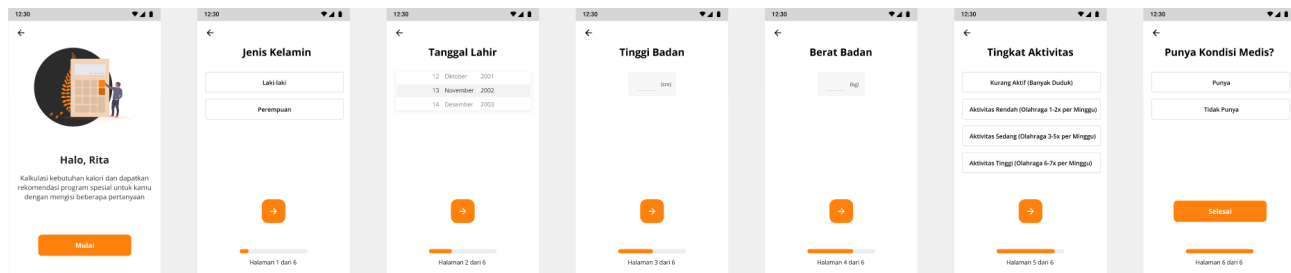 12:30
Halo, Rita
Kalkulasi kebutuhan kalori dan dapatkan
rekomendasi program spesial untuk kamu
dengan mengisi beberapa pertanyaan
Mulai
12:30
Jenis Kelamin
Laki-laki
Perempuan
Halaman 1 dari 6
12:30
Tanggal Lahir
12 Oktober 2001
13 November 2002
14 Desember 2003
Halaman 2 dari 6
12:30
Tinggi Badan
(cm)
Halaman 3 dari 6
12:30
Berat Badan
(kg)
Halaman 4 dari 6
12:30
Tingkat Aktivitas
Kurang Aktif (Banyak Duduk)
Aktivitas Rendah (Olahraga 1-2x per Minggu)
Aktivitas Sedang (Olahraga 3-5x per Minggu)
Aktivitas Tinggi (Olahraga 6-7x per Minggu)
Halaman 5 dari 6
12:30
Punya Kondisi Medis?
Punya
Tidak Punya
Selesai
Halaman 6 dari 6